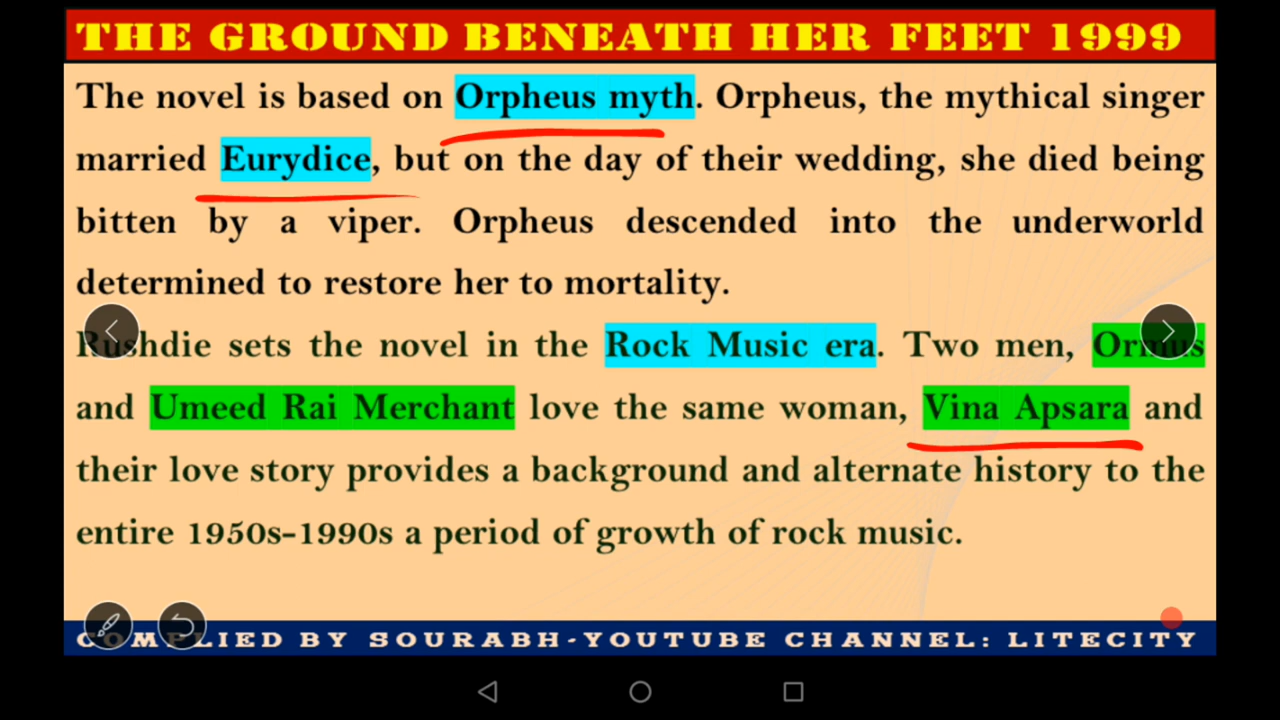 THE GROUND BENEATH HER FEET 1999
The novel is based on Orpheus myth. Orpheus, the mythical singer
married Eurydice, but on the day of their wedding, she died being
bitten by a viper. Orpheus descended into the underworld
determined to restore her to mortality.
Rushdie sets the novel in the Rock Music era. Two men, Ormus
and Umeed Rai Merchant love the same woman, Vina Apsara and
their love story provides a background and alternate history to the
entire 1950s-1990s a period of growth of rock music.
COMPLIED BY SOURABH-YOUTUBE CHANNEL: LITECITY